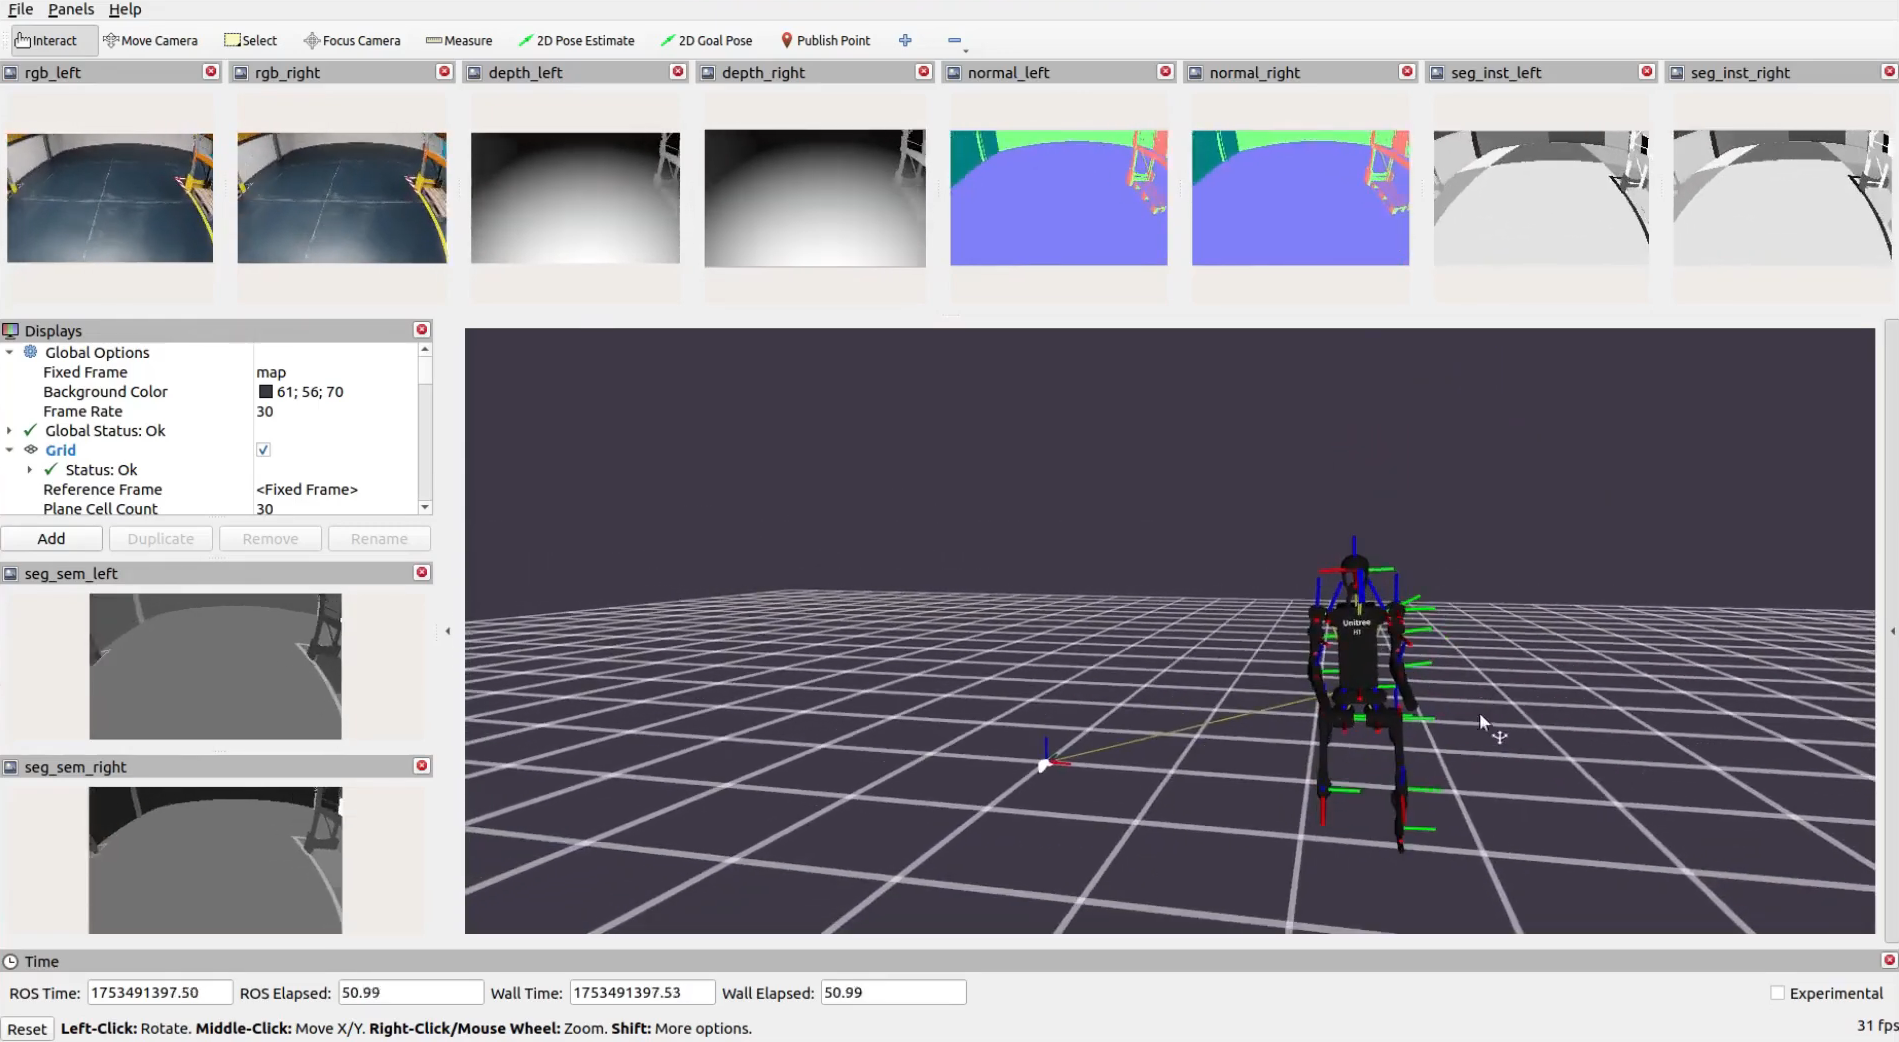 File Panels Help
Interact Move Camera Select Focus Camera Measure 2D Pose Estimate 2D Goal Pose Publish Point
rgb_left rgb_right depth_left depth_right normal_left normal_right seg_inst_left seg_inst_right
Displays
Global Options
Fixed Frame map
Background Color 61; 56; 70
Frame Rate 30
Global Status: Ok
Grid
Status: Ok
Reference Frame <Fixed Frame>
Plane Cell Count 30
Add Duplicate Remove Rename
seg_sem_left
seg_sem_right
Unitree
H1
Time
ROS Time: 1753491397.50 ROS Elapsed: 50.99 Wall Time: 1753491397.53 Wall Elapsed: 50.99 Experimental
Reset Left-Click: Rotate. Middle-Click: Move X/Y. Right-Click/Mouse Wheel: Zoom. Shift: More options. 31 fps